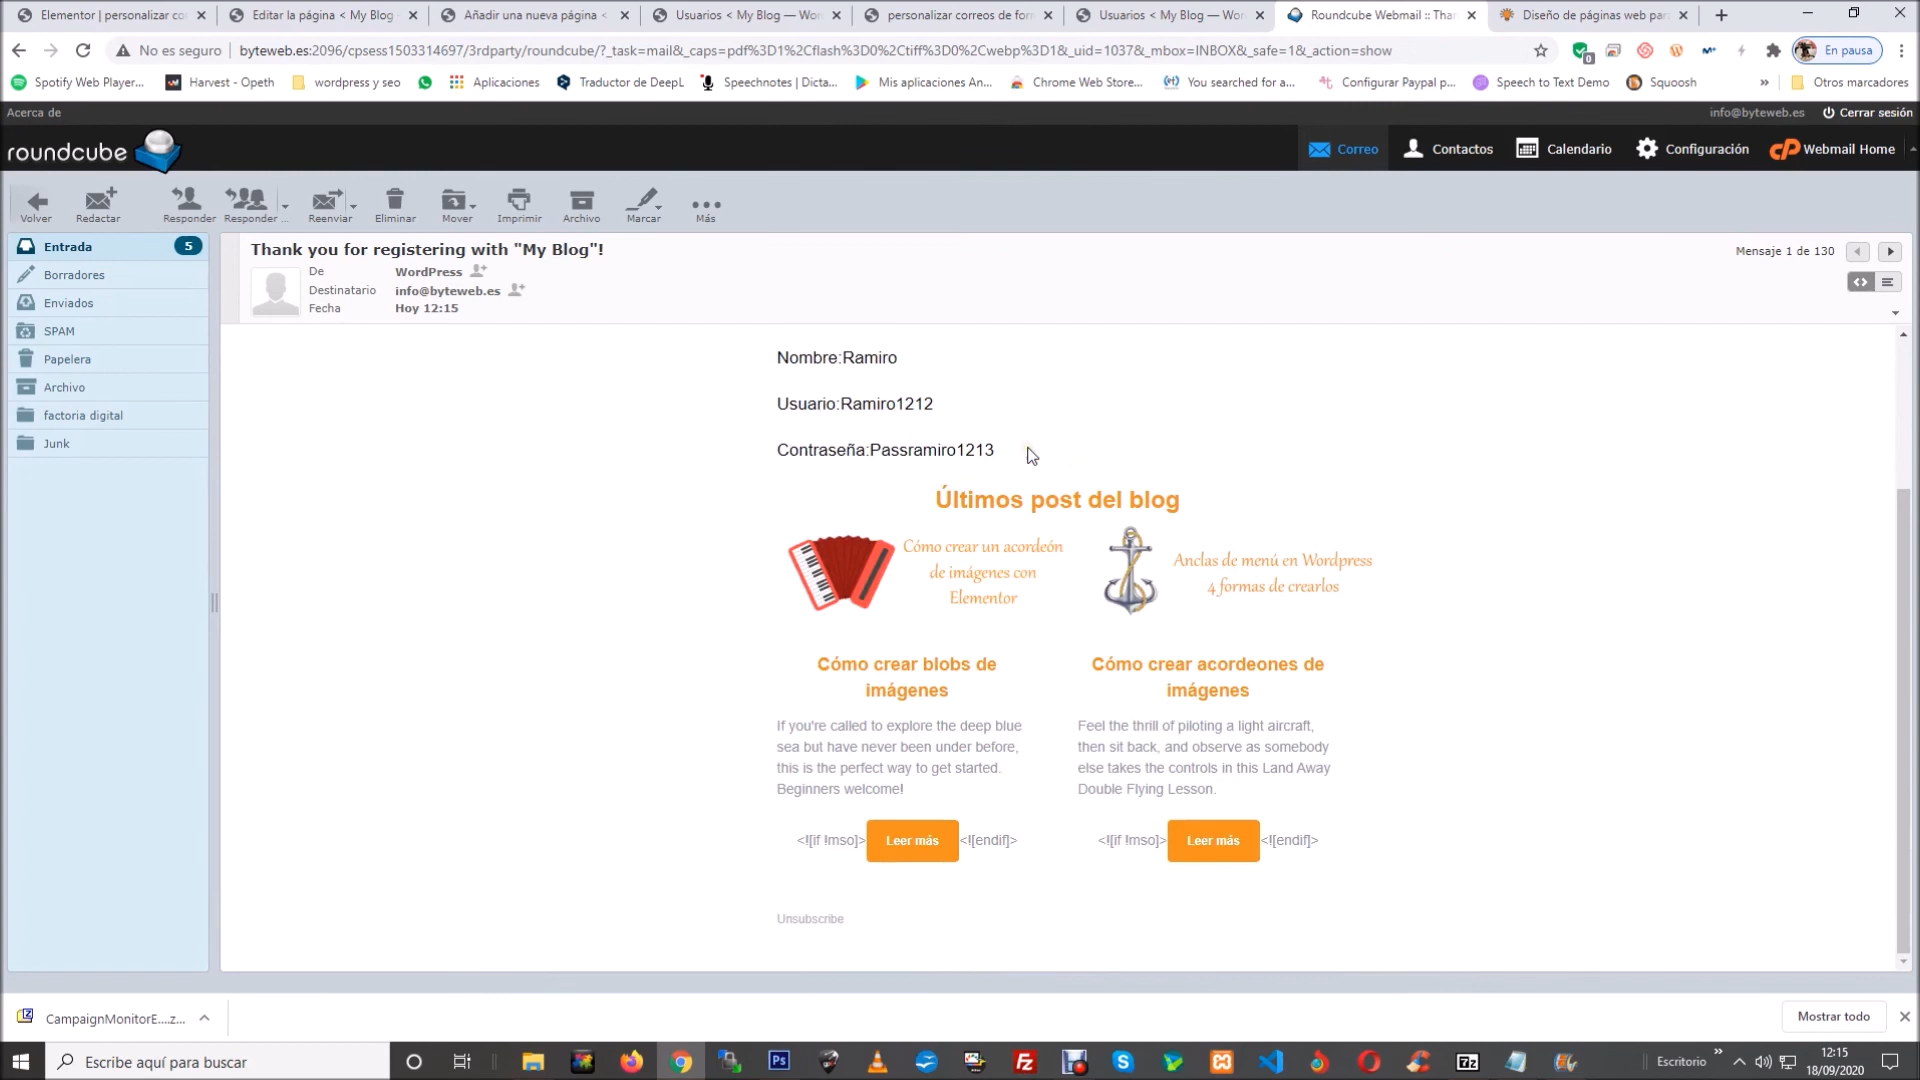 Elementor | personalizar co
Editar la página < My Blog
Añadir una nueva página <
Usuarios < My Blog — Wor
personalizar correos de for
Usuarios < My Blog — Wor
Roundcube Webmail :: Tha
Diseño de páginas web par
No es seguro
byteweb.es:2096/cpsess1503314697/3rdparty/roundcube/?_task=mail&_caps=pdf%3D1%2Cflash%3D0%2Ctiff%3D0%2Cwebp%3D1&_uid=1037&_mbox=INBOX&_safe=1&_action=show
En pausa
Spotify Web Player...
Harvest - Opeth
wordpress y seo
Aplicaciones
Traductor de DeepL
Speechnotes | Dicta...
Mis aplicaciones An...
Chrome Web Store...
You searched for a...
Configurar Paypal p...
Speech to Text Demo
Squoosh
»
Otros marcadores
Acerca de
info@byteweb.es
Cerrar sesión
roundcube
Correo
Contactos
Calendario
Configuración
Webmail Home
Volver
Redactar
Responder
Responder ...
Reenviar
Eliminar
Mover
Imprimir
Archivo
Marcar
Más
Entrada 5
Borradores
Enviados
SPAM
Papelera
Archivo
factoria digital
Junk
Thank you for registering with "My Blog"!
Mensaje 1 de 130
De WordPress
Destinatario info@byteweb.es
Fecha Hoy 12:15
Nombre:Ramiro
Usuario:Ramiro1212
Contraseña:Passramiro1213
Últimos post del blog
Cómo crear un acordeón
de imágenes con
Elementor
Anclas de menú en Wordpress
4 formas de crearlos
Cómo crear blobs de
imágenes
If you're called to explore the deep blue
sea but have never been under before,
this is the perfect way to get started.
Beginners welcome!
<![if !mso]> Leer más <![endif]>
Cómo crear acordeones de
imágenes
Feel the thrill of piloting a light aircraft,
then sit back, and observe as somebody
else takes the controls in this Land Away
Double Flying Lesson.
<![if !mso]> Leer más <![endif]>
Unsubscribe
CampaignMonitorE....z...
Mostrar todo
Escribe aquí para buscar
Escritorio
»
12:15
18/09/2020